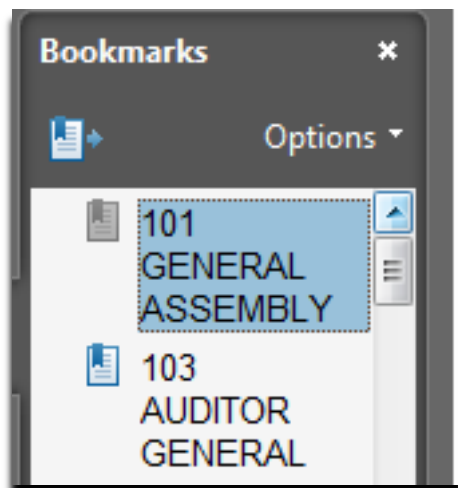 Bookmarks
Options
101
GENERAL
ASSEMBLY
103
AUDITOR
GENERAL